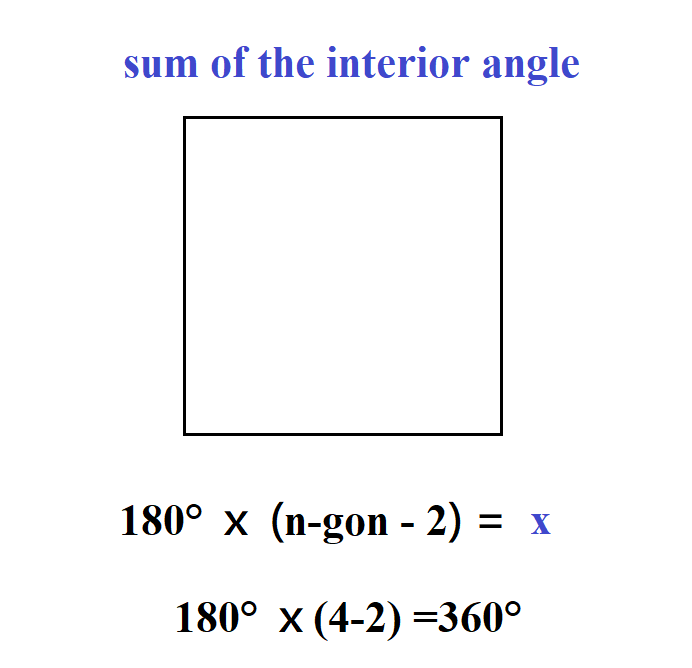 sum of the interior angle
180° x (n-gon - 2) = x
180° x (4-2) =360°